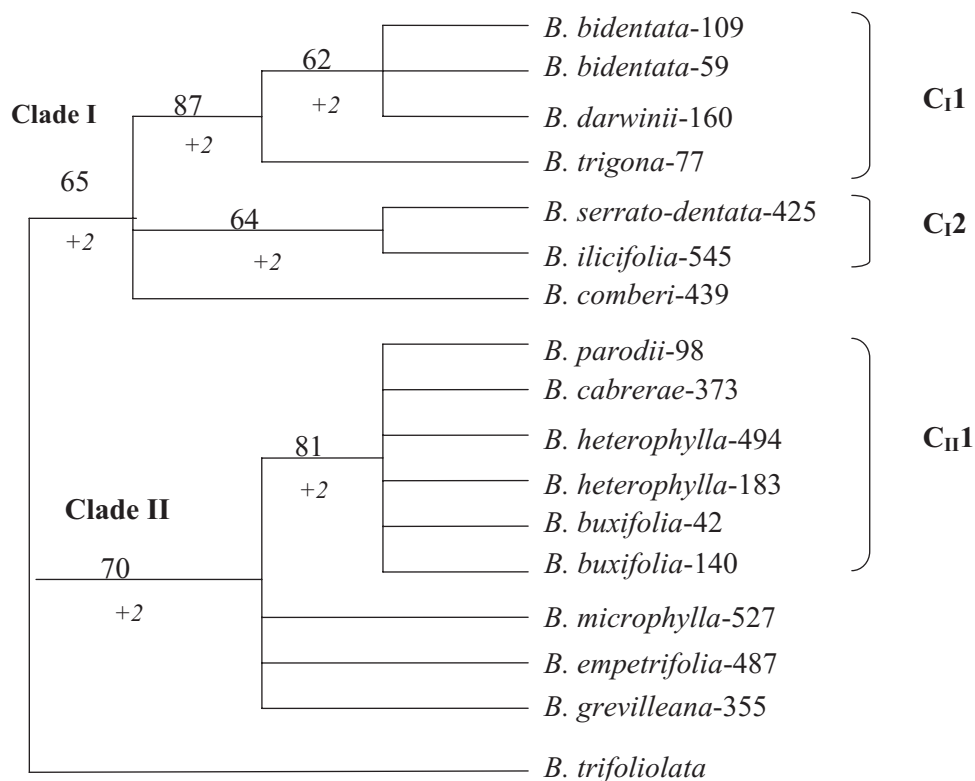 B. bidentata-109
62
B. bidentata-59
+2
C_I1
Clade I
87
B. darwinii-160
+2
B. trigona-77
65
B. serrato-dentata-425
64
C_I2
+2
+2
B. ilicifolia-545
B. comberi-439
B. parodii-98
B. cabrerae-373
81
B. heterophylla-494
C_II1
+2
B. heterophylla-183
Clade II
B. buxifolia-42
70
B. buxifolia-140
+2
B. microphylla-527
B. empetrifolia-487
B. grevilleana-355
B. trifoliolata